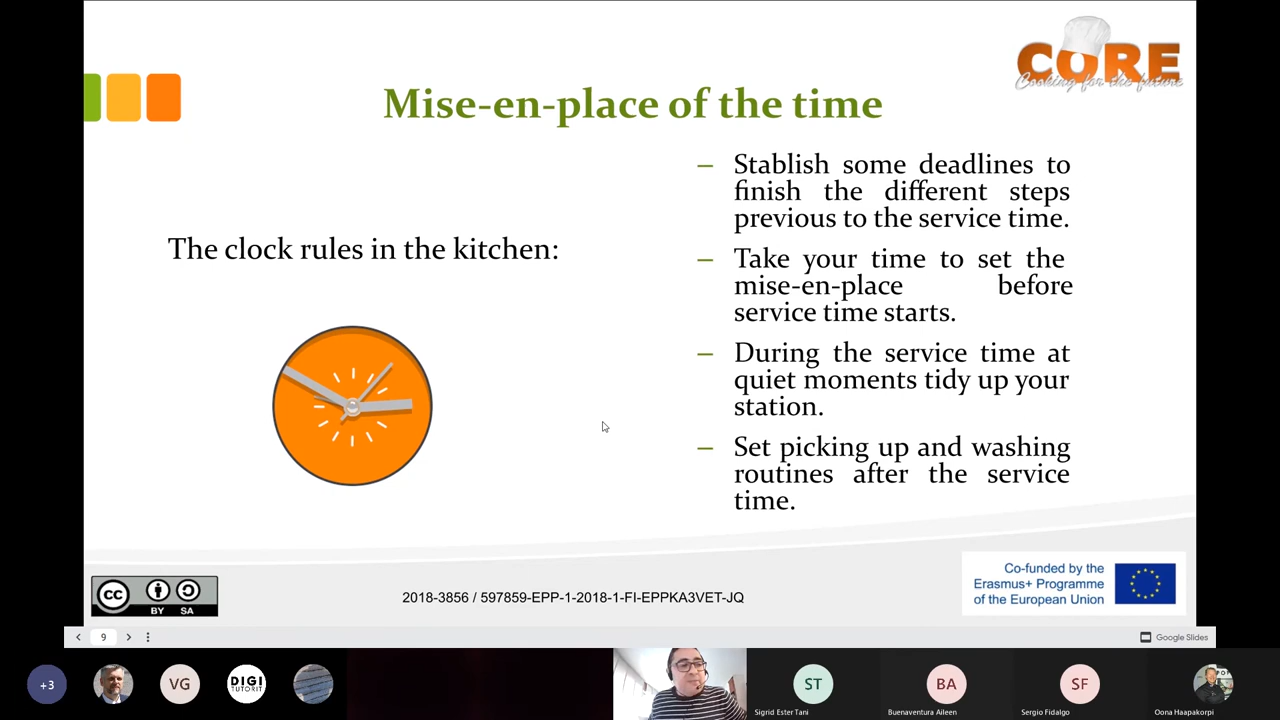 CORE
Cooking for the future
Mise-en-place of the time
The clock rules in the kitchen:
– Stablish some deadlines to
finish the different steps
previous to the service time.
– Take your time to set the
mise-en-place before
service time starts.
– During the service time at
quiet moments tidy up your
station.
– Set picking up and washing
routines after the service
time.
cc
BY SA
2018-3856 / 597859-EPP-1-2018-1-FI-EPPKA3VET-JQ
Co-funded by the
Erasmus+ Programme
of the European Union
9
Google Slides
+3
VG
DIGI
TUTORIT
ST
BA
SF
Sigrid Ester Tani
Buenaventura Aileen
Sergio Fidalgo
Oona Haapakorpi